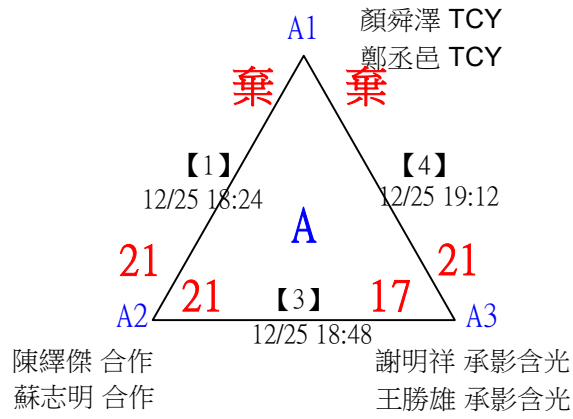 A1
顏舜澤 TCY
鄭丞邑 TCY
棄 棄
【1】 【4】
12/25 18:24 12/25 19:12
A
21 21
21 【3】 17
A2 A3
12/25 18:48
陳繹傑 合作 謝明祥 承影含光
蘇志明 合作 王勝雄 承影含光